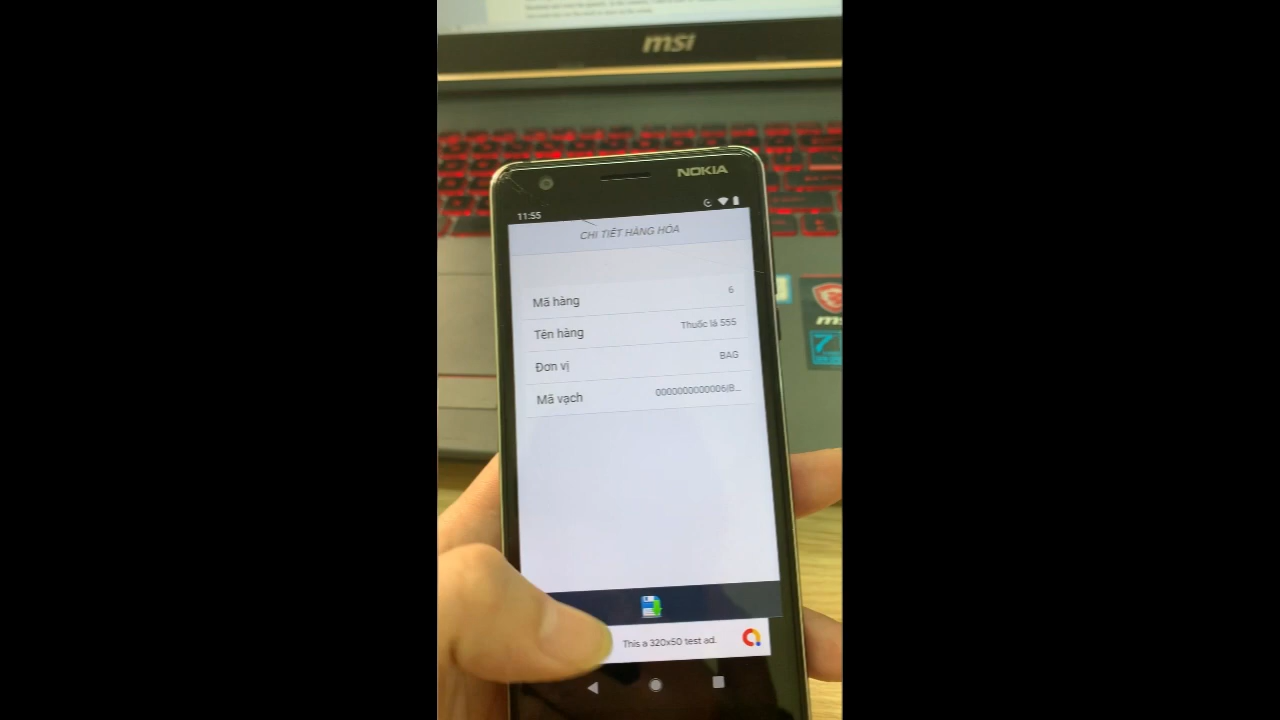 msi
NOKIA
11:55
CHI TIẾT HÀNG HÓA
Mã hàng 6
Tên hàng Thuốc lá 555
Đơn vị BAG
Mã vạch 0000000000006|B...
This a 320x50 test ad.
7